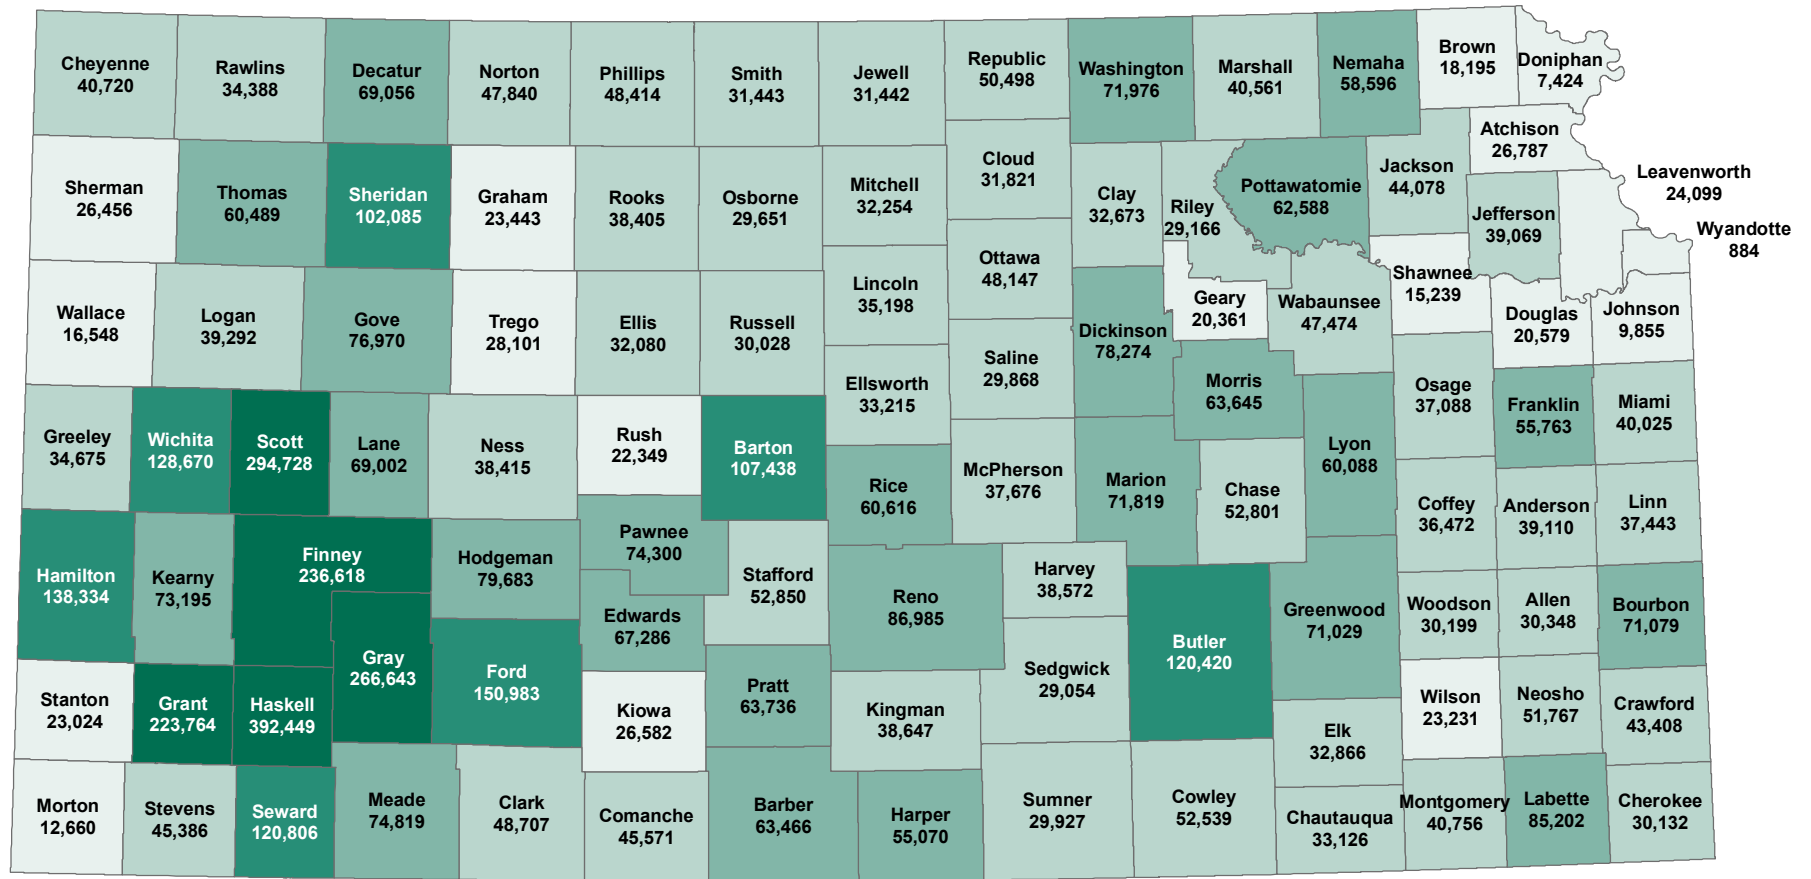 Cheyenne
40,720
Rawlins
34,388
Decatur
69,056
Norton
47,840
Phillips
48,414
Smith
31,443
Jewell
31,442
Republic
50,498
Washington
71,976
Marshall
40,561
Nemaha
58,596
Brown
18,195
Doniphan
7,424
Sherman
26,456
Thomas
60,489
Sheridan
102,085
Graham
23,443
Rooks
38,405
Osborne
29,651
Mitchell
32,254
Cloud
31,821
Clay
32,673
Riley
29,166
Pottawatomie
62,588
Jackson
44,078
Atchison
26,787
Jefferson
39,069
Leavenworth
24,099
Wyandotte
884
Wallace
16,548
Logan
39,292
Gove
76,970
Trego
28,101
Ellis
32,080
Russell
30,028
Lincoln
35,198
Ottawa
48,147
Saline
29,868
Dickinson
78,274
Geary
20,361
Wabaunsee
47,474
Shawnee
15,239
Douglas
20,579
Johnson
9,855
Greeley
34,675
Wichita
128,670
Scott
294,728
Lane
69,002
Ness
38,415
Rush
22,349
Barton
107,438
Ellsworth
33,215
Rice
60,616
McPherson
37,676
Marion
71,819
Morris
63,645
Chase
52,801
Lyon
60,088
Osage
37,088
Franklin
55,763
Miami
40,025
Coffey
36,472
Anderson
39,110
Linn
37,443
Hamilton
138,334
Kearny
73,195
Finney
236,618
Hodgeman
79,683
Pawnee
74,300
Edwards
67,286
Stafford
52,850
Reno
86,985
Harvey
38,572
Sedgwick
29,054
Butler
120,420
Greenwood
71,029
Woodson
30,199
Allen
30,348
Bourbon
71,079
Stanton
23,024
Grant
223,764
Haskell
392,449
Gray
266,643
Ford
150,983
Kiowa
26,582
Pratt
63,736
Kingman
38,647
Elk
32,866
Wilson
23,231
Neosho
51,767
Crawford
43,408
Morton
12,660
Stevens
45,386
Seward
120,806
Meade
74,819
Clark
48,707
Comanche
45,571
Barber
63,466
Harper
55,070
Sumner
29,927
Cowley
52,539
Chautauqua
33,126
Montgomery
40,756
Labette
85,202
Cherokee
30,132